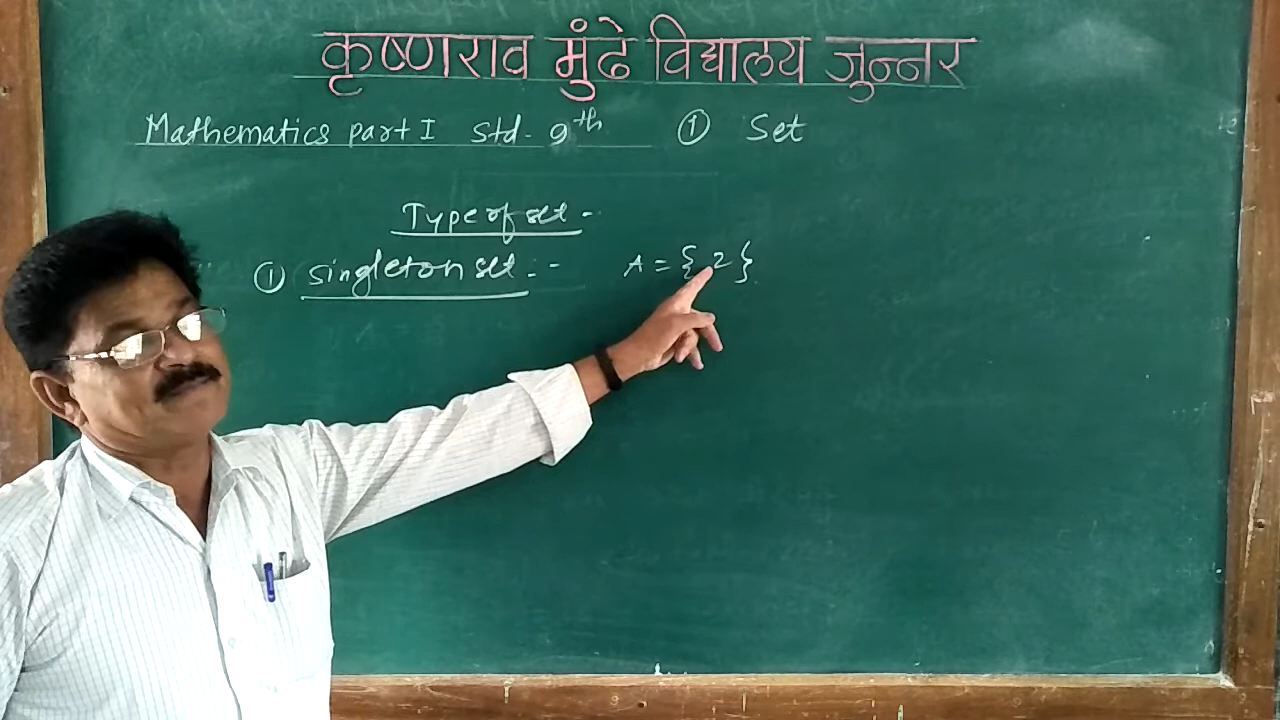 कृष्णराव मुंढे विद्यालय जुन्नर
Mathematics part I Std - 9th ① Set
Type of set -
① Singleton set :- A = { 2 }